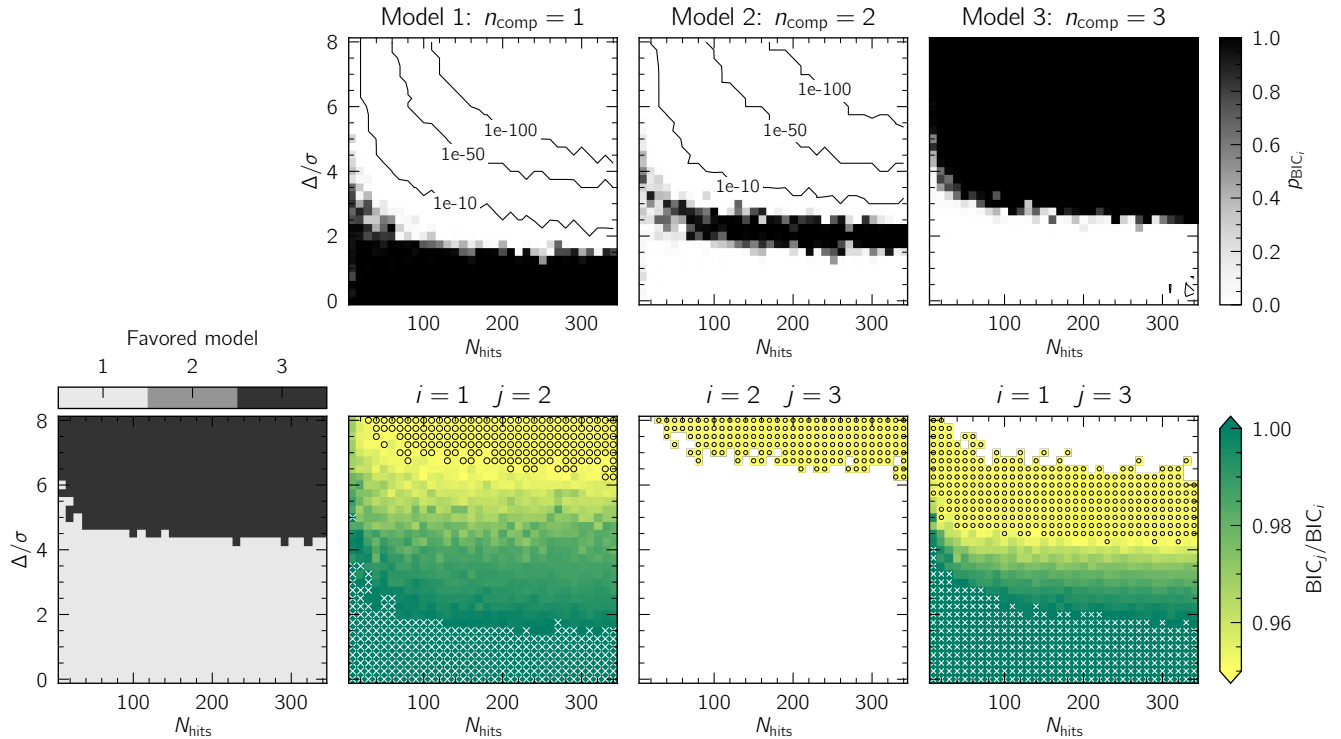 Model 1: n_comp = 1
Model 2: n_comp = 2
Model 3: n_comp = 3
8
6
4
2
0
Δ/σ
1e-100
1e-50
1e-10
1e-100
1e-50
1e-10
1.0
0.8
0.6
0.4
0.2
0.0
p_BIC_i
100 200 300
100 200 300
100 200 300
N_hits
N_hits
N_hits
Favored model
1 2 3
i = 1 j = 2
i = 2 j = 3
i = 1 j = 3
8
6
4
2
0
Δ/σ
1.00
0.98
0.96
BIC_j/BIC_i
100 200 300
100 200 300
100 200 300
100 200 300
N_hits
N_hits
N_hits
N_hits